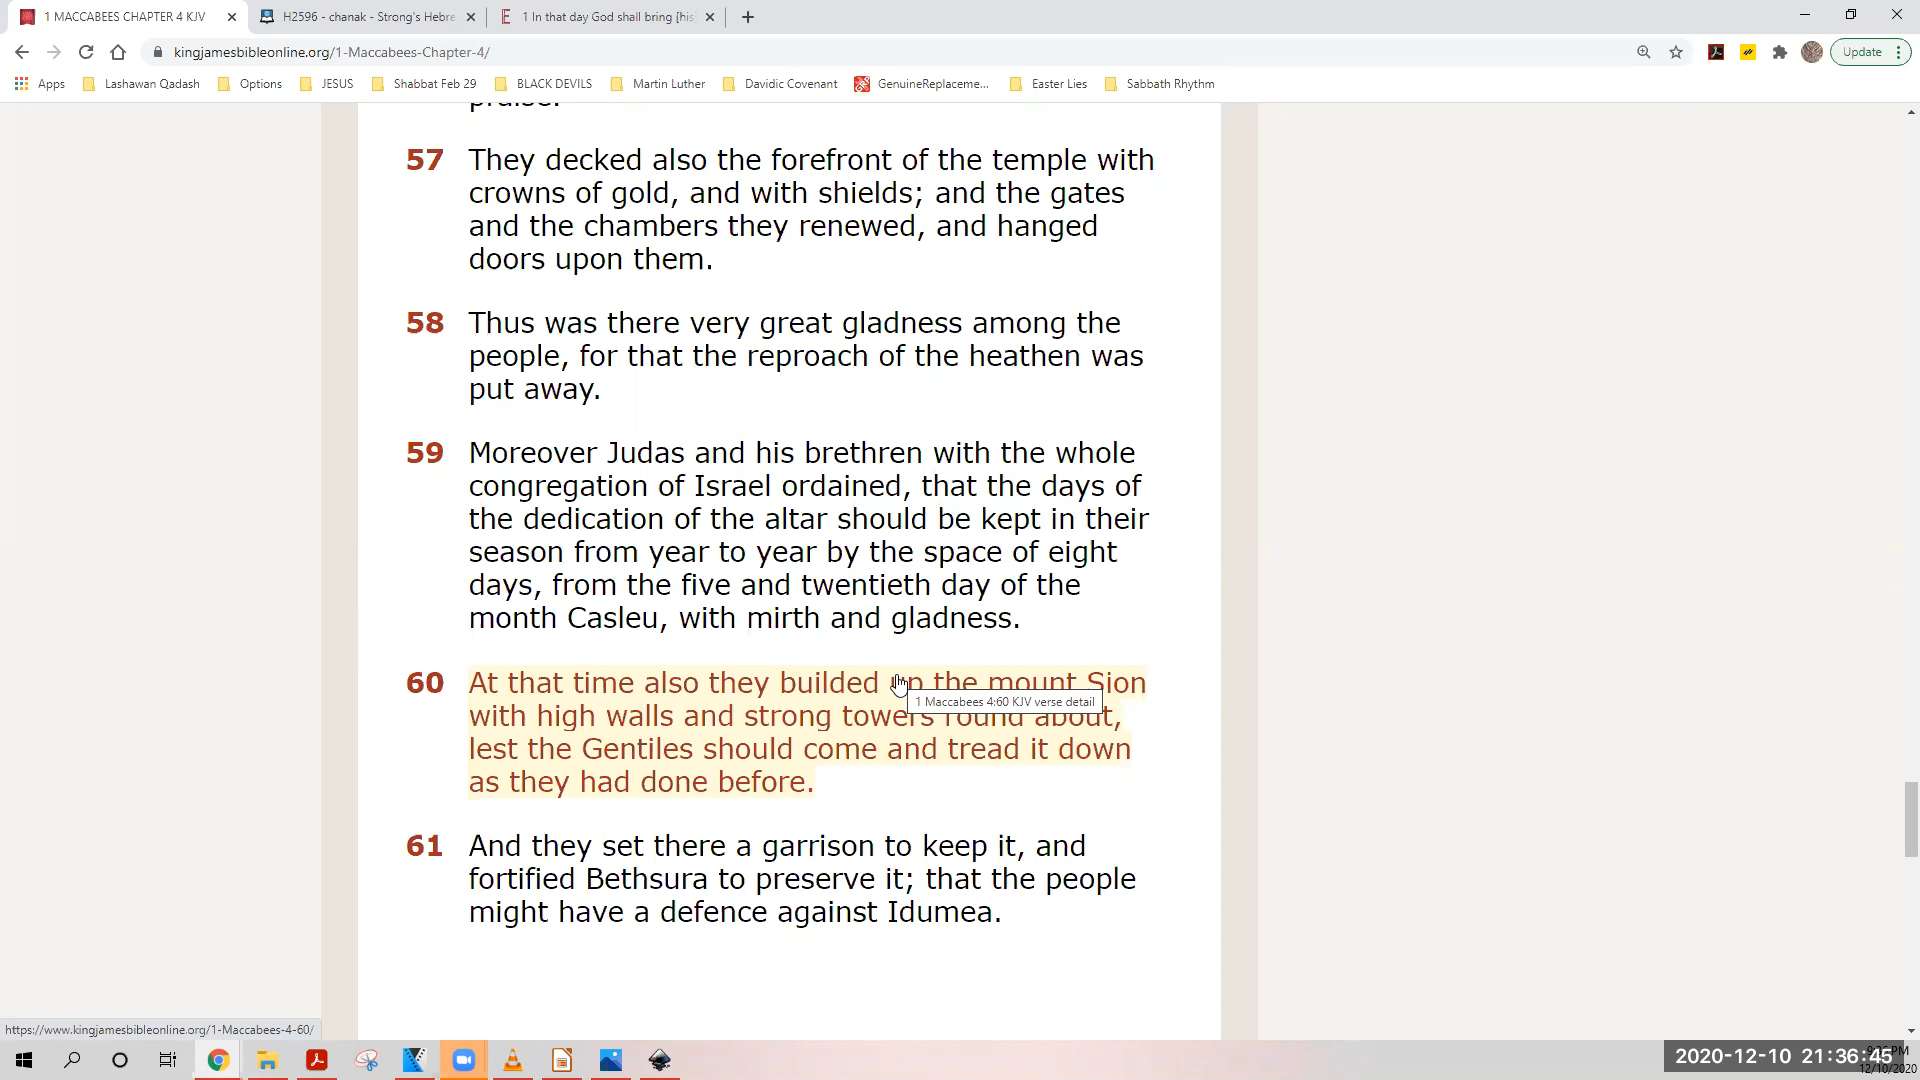 1 MACCABEES CHAPTER 4 KJV
H2596 - chanak - Strong's Hebre
1 In that day God shall bring [his
kingjamesbibleonline.org/1-Maccabees-Chapter-4/
Update
Apps
Lashawan Qadash
Options
JESUS
Shabbat Feb 29
BLACK DEVILS
Martin Luther
Davidic Covenant
GenuineReplaceme...
Easter Lies
Sabbath Rhythm
praise.
57 They decked also the forefront of the temple with
crowns of gold, and with shields; and the gates
and the chambers they renewed, and hanged
doors upon them.
58 Thus was there very great gladness among the
people, for that the reproach of the heathen was
put away.
59 Moreover Judas and his brethren with the whole
congregation of Israel ordained, that the days of
the dedication of the altar should be kept in their
season from year to year by the space of eight
days, from the five and twentieth day of the
month Casleu, with mirth and gladness.
60 At that time also they builded up the mount Sion
1 Maccabees 4:60 KJV verse detail
with high walls and strong towers round about,
lest the Gentiles should come and tread it down
as they had done before.
61 And they set there a garrison to keep it, and
fortified Bethsura to preserve it; that the people
might have a defence against Idumea.
https://www.kingjamesbibleonline.org/1-Maccabees-4-60/
2020-12-10 21:36:45
12/10/2020